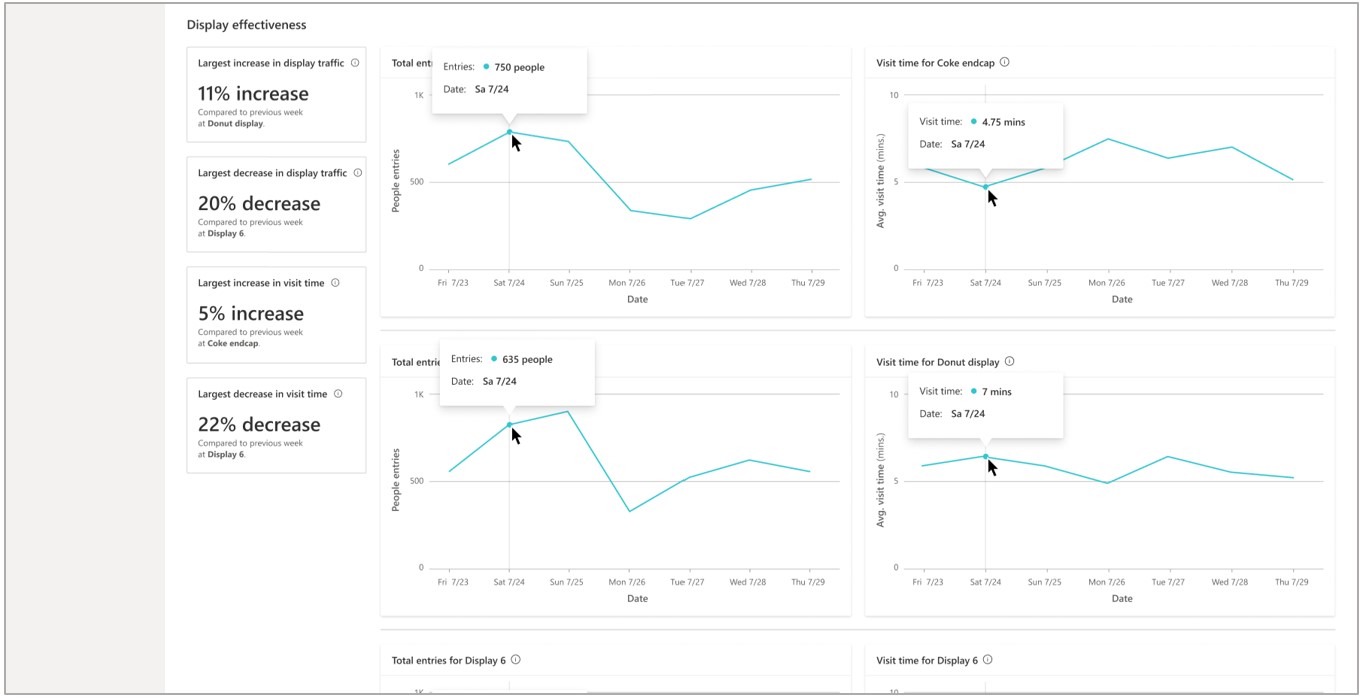 Display effectiveness
Largest increase in display traffic
11% increase
Compared to previous week
at Donut display.
Largest decrease in display traffic
20% decrease
Compared to previous week
at Display 6.
Largest increase in visit time
5% increase
Compared to previous week
at Coke endcap.
Largest decrease in visit time
22% decrease
Compared to previous week
at Display 6.
Total entr
Entries: 750 people
Date: Sa 7/24
1K
500
0
People entries
Fri 7/23 Sat 7/24 Sun 7/25 Mon 7/26 Tue 7/27 Wed 7/28 Thu 7/29
Date
Visit time for Coke endcap
Visit time: 4.75 mins
Date: Sa 7/24
10
5
0
Avg. visit time (mins.)
Fri 7/23 Sat 7/24 Sun 7/25 Mon 7/26 Tue 7/27 Wed 7/28 Thu 7/29
Date
Total entrie
Entries: 635 people
Date: Sa 7/24
1K
500
0
People entries
Fri 7/23 Sat 7/24 Sun 7/25 Mon 7/26 Tue 7/27 Wed 7/28 Thu 7/29
Date
Visit time for Donut display
Visit time: 7 mins
Date: Sa 7/24
10
5
0
Avg. visit time (mins.)
Fri 7/23 Sat 7/24 Sun 7/25 Mon 7/26 Tue 7/27 Wed 7/28 Thu 7/29
Date
Total entries for Display 6
1K
Visit time for Display 6
10